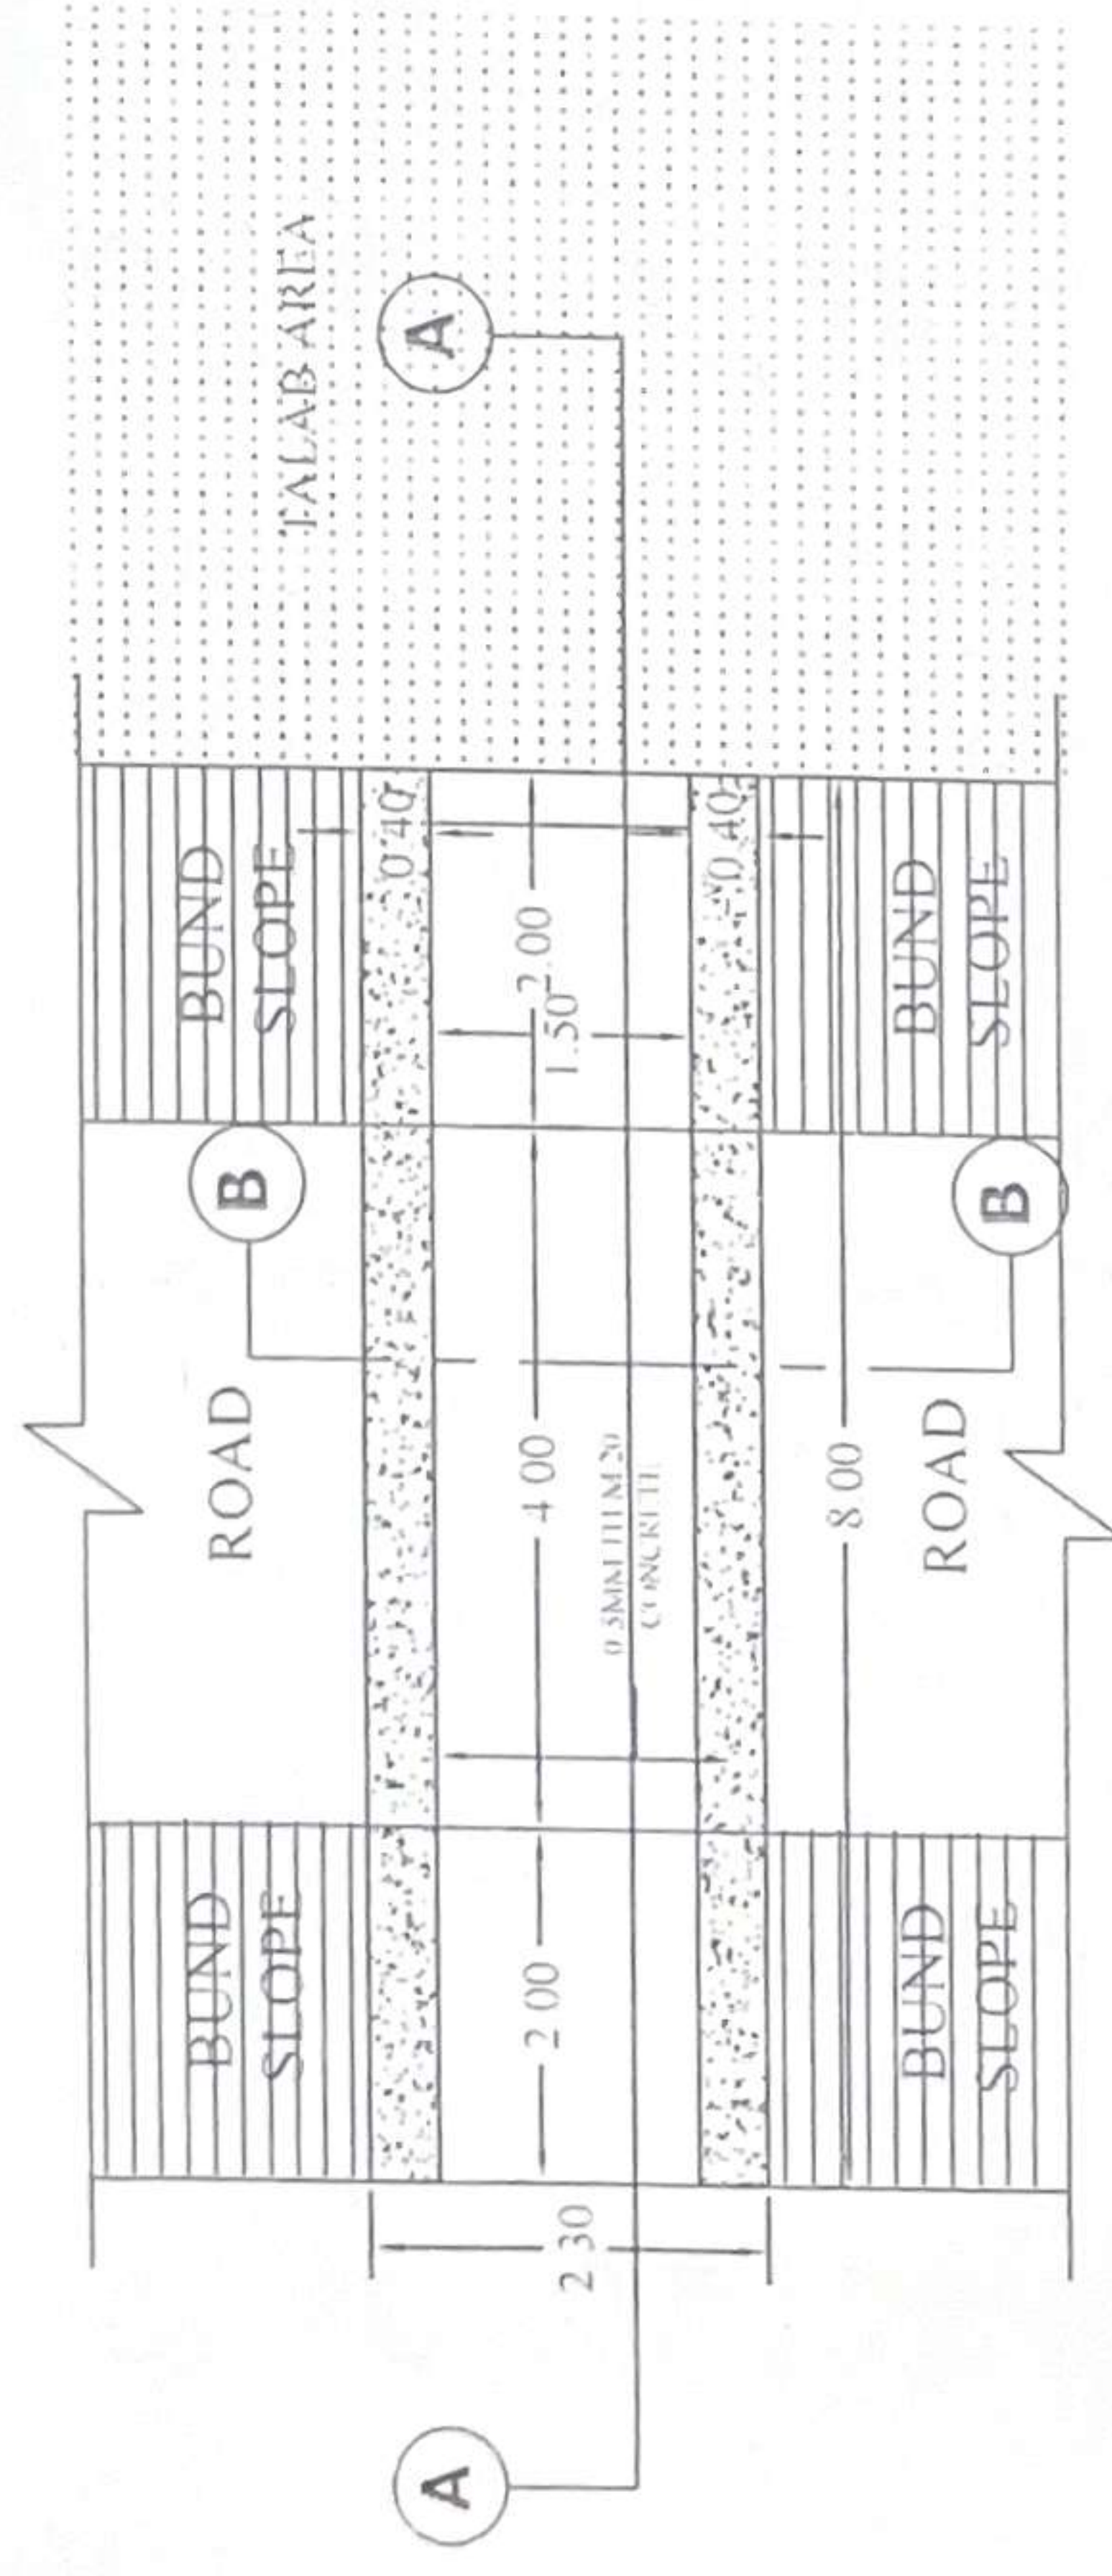 TALAB AREA
A
BUND
SLOPE
0.40
2.00
1.50
0.40
BUND
SLOPE
B
B
ROAD
4.00
8.00
ROAD
CONCRETE
BUND
SLOPE
2.00
BUND
SLOPE
2.30
A